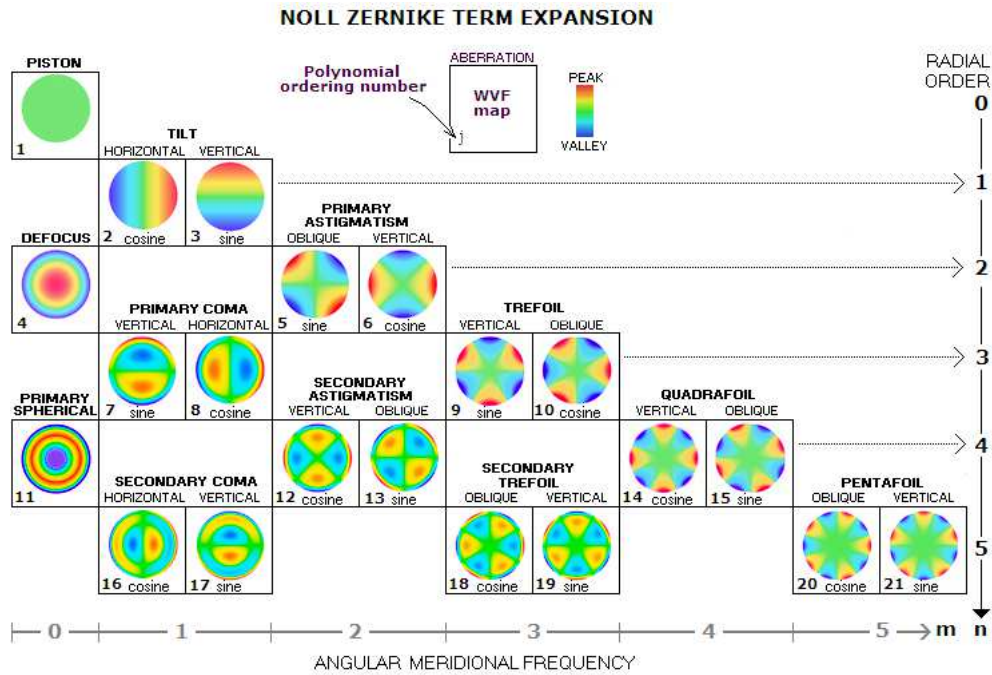 NOLL ZERNIKE TERM EXPANSION
ABERRATION
RADIAL
ORDER
PISTON
Polynomial
ordering number
WVF
map
j
PEAK
VALLEY
0
1
TILT
HORIZONTAL VERTICAL
2 cosine 3 sine
1
PRIMARY
ASTIGMATISM
OBLIQUE VERTICAL
DEFOCUS
4
5 sine 6 cosine
2
PRIMARY COMA
VERTICAL HORIZONTAL
7 sine 8 cosine
TREFOIL
VERTICAL OBLIQUE
9 sine 10 cosine
3
PRIMARY
SPHERICAL
11
SECONDARY
ASTIGMATISM
VERTICAL OBLIQUE
12 cosine 13 sine
QUADRAFOIL
VERTICAL OBLIQUE
14 cosine 15 sine
4
SECONDARY COMA
HORIZONTAL VERTICAL
16 cosine 17 sine
SECONDARY
TREFOIL
OBLIQUE VERTICAL
18 cosine 19 sine
PENTAFOIL
OBLIQUE VERTICAL
20 cosine 21 sine
5
0 1 2 3 4 5 m n
ANGULAR MERIDIONAL FREQUENCY